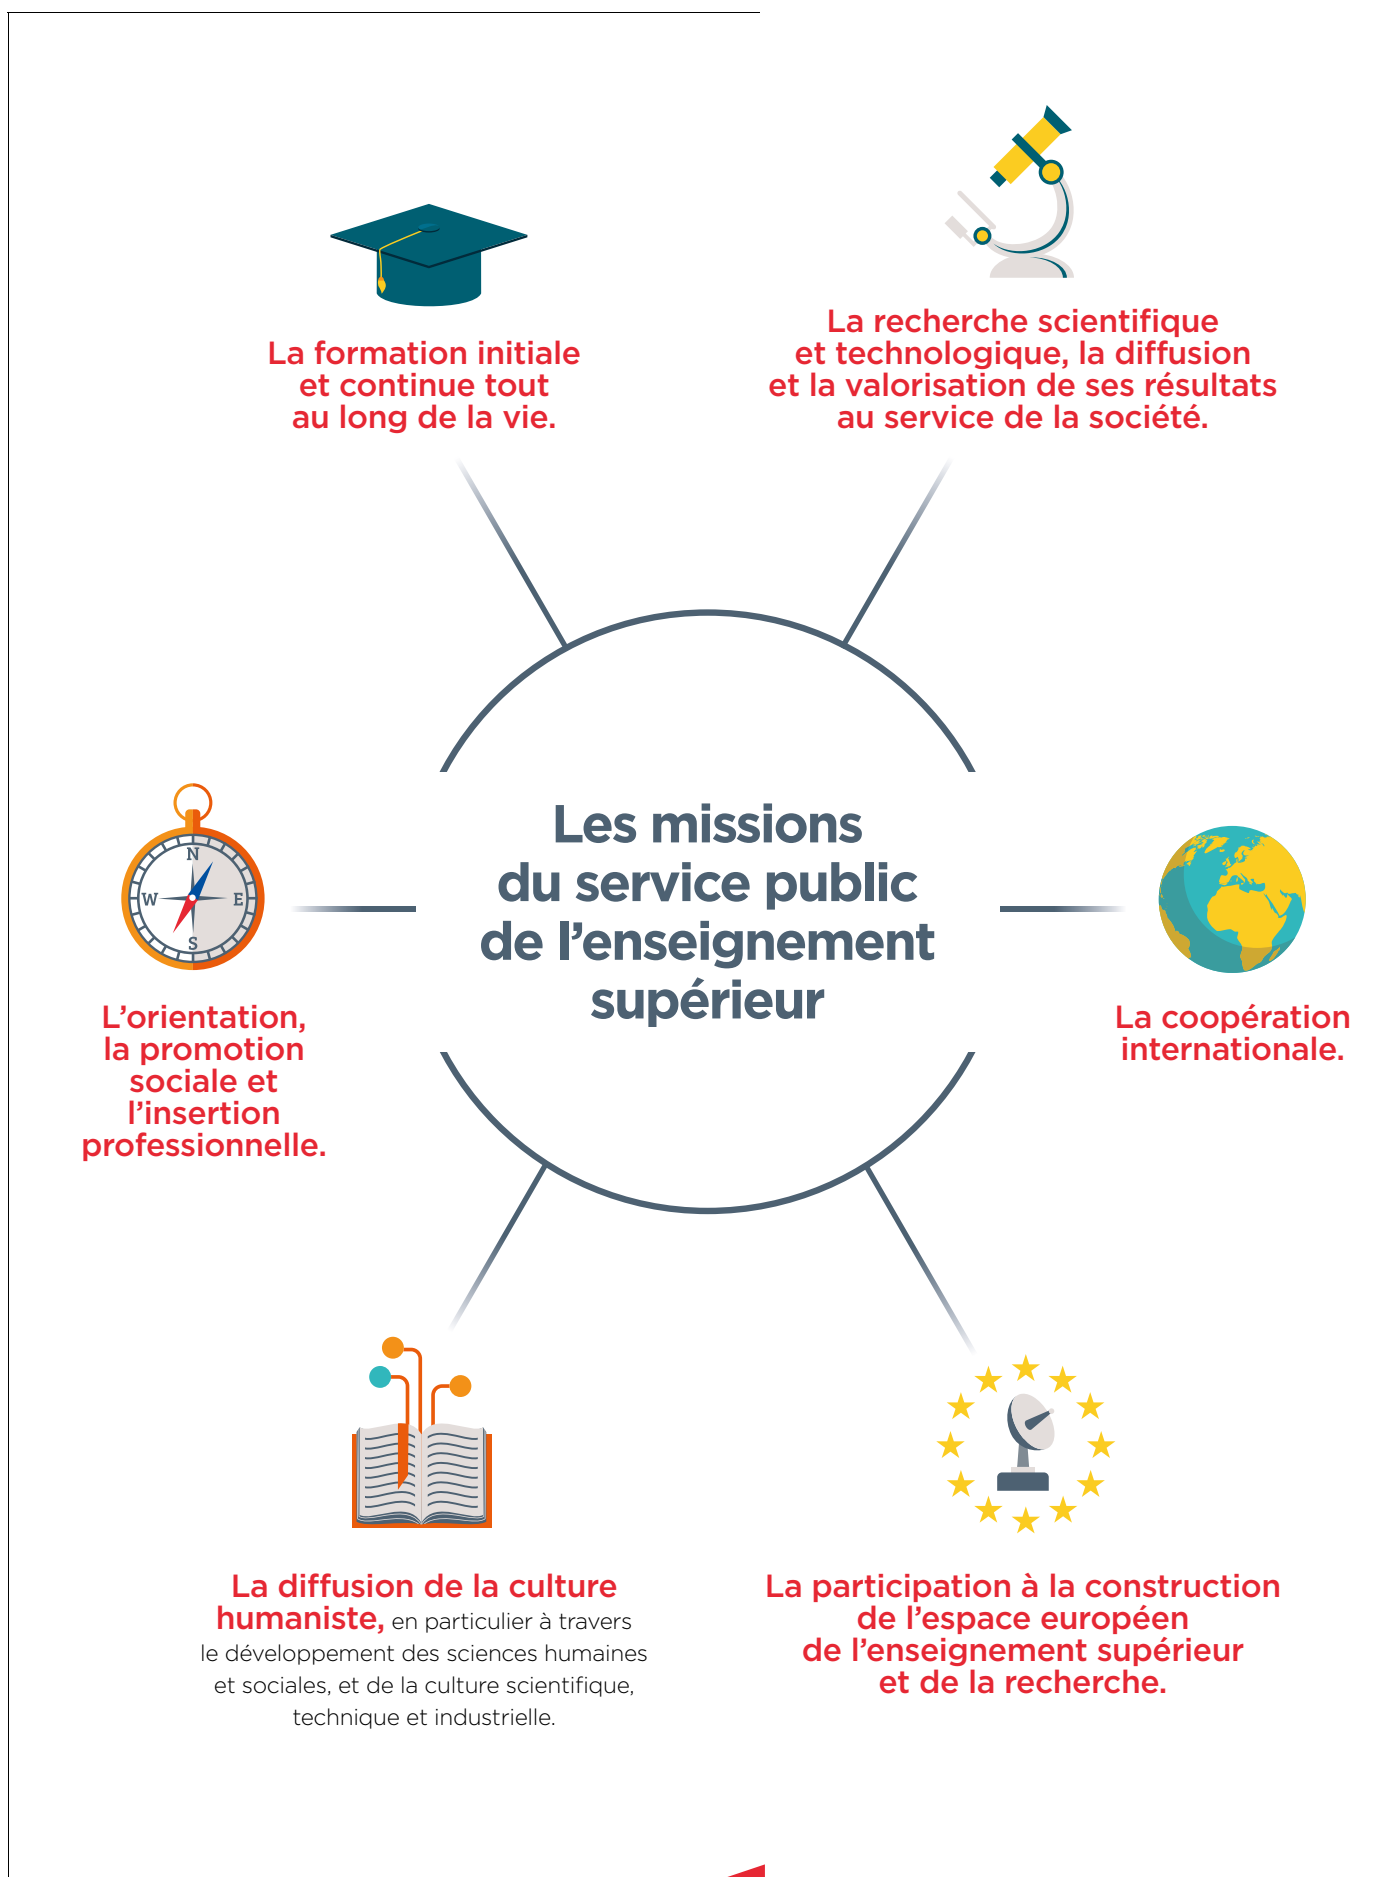 La formation initiale
et continue tout
au long de la vie.
La recherche scientifique
et technologique, la diffusion
et la valorisation de ses résultats
au service de la société.
Les missions
du service public
de l’enseignement
supérieur
N
W
E
S
L’orientation,
la promotion
sociale et
l’insertion
professionnelle.
La coopération
internationale.
La diffusion de la culture
humaniste, en particulier à travers
le développement des sciences humaines
et sociales, et de la culture scientifique,
technique et industrielle.
La participation à la construction
de l’espace européen
de l’enseignement supérieur
et de la recherche.